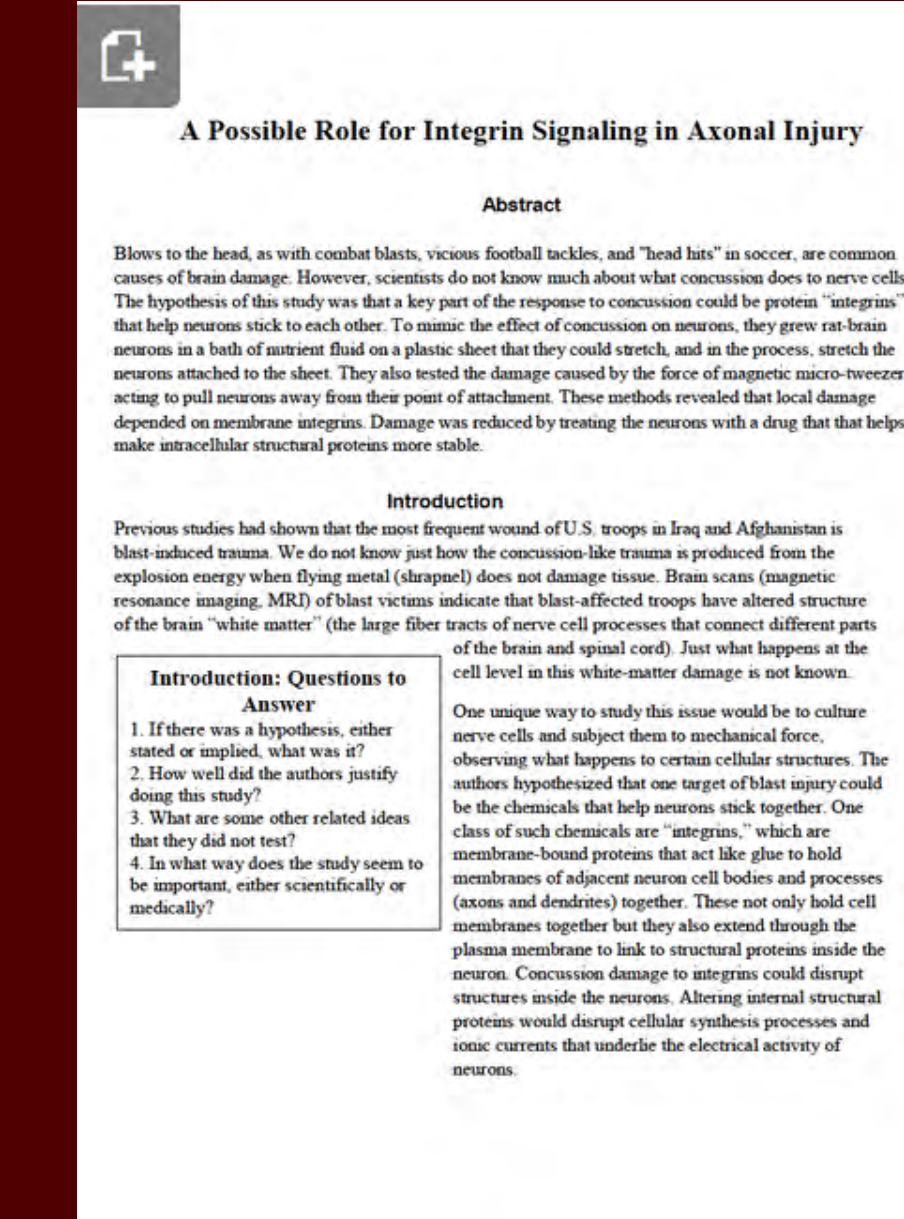 A Possible Role for Integrin Signaling in Axonal Injury
Abstract
Blows to the head, as with combat blasts, vicious football tackles, and "head hits" in soccer, are common
causes of brain damage. However, scientists do not know much about what concussion does to nerve cells
The hypothesis of this study was that a key part of the response to concussion could be protein "integrins"
that help neurons stick to each other. To mimic the effect of concussion on neurons, they grew rat-brain
neurons in a bath of nutrient fluid on a plastic sheet that they could stretch, and in the process, stretch the
neurons attached to the sheet. They also tested the damage caused by the force of magnetic micro-tweezer
acting to pull neurons away from their point of attachment. These methods revealed that local damage
depended on membrane integrins. Damage was reduced by treating the neurons with a drug that that helps
make intracellular structural proteins more stable.
Introduction
Previous studies had shown that the most frequent wound of U.S. troops in Iraq and Afghanistan is
blast-induced trauma. We do not know just how the concussion-like trauma is produced from the
explosion energy when flying metal (shrapnel) does not damage tissue. Brain scans (magnetic
resonance imaging, MRI) of blast victims indicate that blast-affected troops have altered structure
of the brain "white matter" (the large fiber tracts of nerve cell processes that connect different parts
of the brain and spinal cord). Just what happens at the
cell level in this white-matter damage is not known.
Introduction: Questions to
Answer
1. If there was a hypothesis, either
stated or implied, what was it?
2. How well did the authors justify
doing this study?
3. What are some other related ideas
that they did not test?
4. In what way does the study seem to
be important, either scientifically or
medically?
One unique way to study this issue would be to culture
nerve cells and subject them to mechanical force,
observing what happens to certain cellular structures. The
authors hypothesized that one target of blast injury could
be the chemicals that help neurons stick together. One
class of such chemicals are "integrins," which are
membrane-bound proteins that act like glue to hold
membranes of adjacent neuron cell bodies and processes
(axons and dendrites) together. These not only hold cell
membranes together but they also extend through the
plasma membrane to link to structural proteins inside the
neuron. Concussion damage to integrins could disrupt
structures inside the neurons. Altering internal structural
proteins would disrupt cellular synthesis processes and
ionic currents that underlie the electrical activity of
neurons.